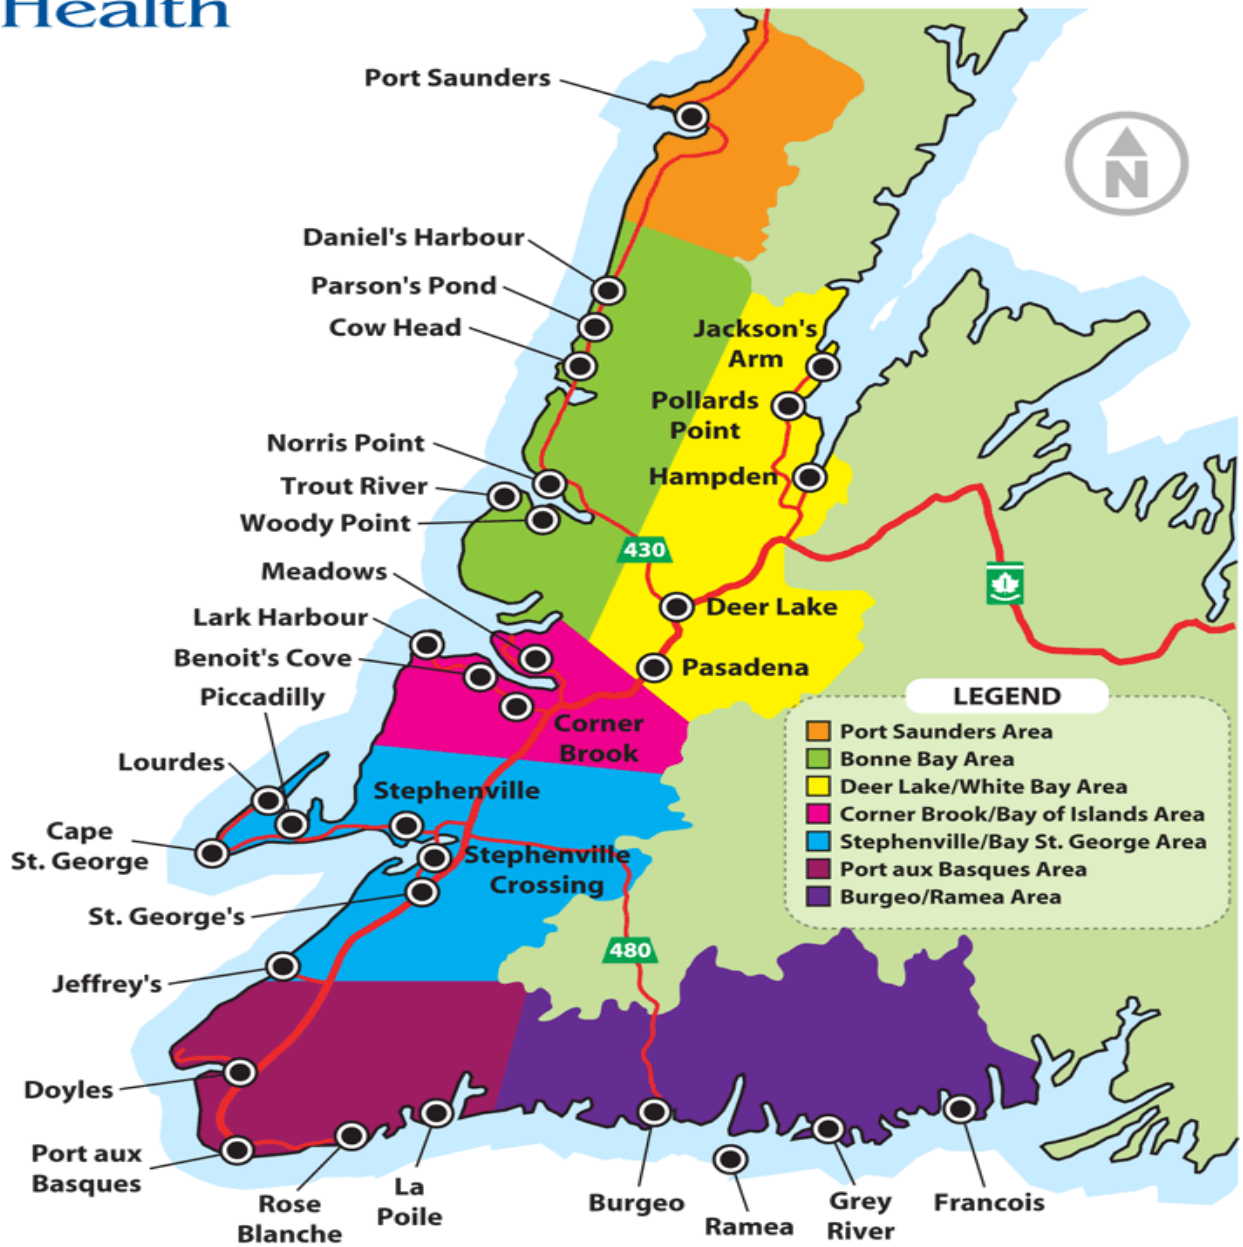 Health
Port Saunders
N
Daniel's Harbour
Parson's Pond
Cow Head
Jackson's
Arm
Pollards
Point
Norris Point
Hampden
Trout River
Woody Point
430
Meadows
1
Deer Lake
Lark Harbour
Benoit's Cove
Pasadena
Piccadilly
Corner
Brook
Lourdes
Stephenville
Cape
St. George
Stephenville
Crossing
St. George's
480
Jeffrey's
LEGEND
Port Saunders Area
Bonne Bay Area
Deer Lake/White Bay Area
Corner Brook/Bay of Islands Area
Stephenville/Bay St. George Area
Port aux Basques Area
Burgeo/Ramea Area
Doyles
Port aux
Basques
Rose
Blanche
La
Poile
Burgeo
Ramea
Grey
River
Francois